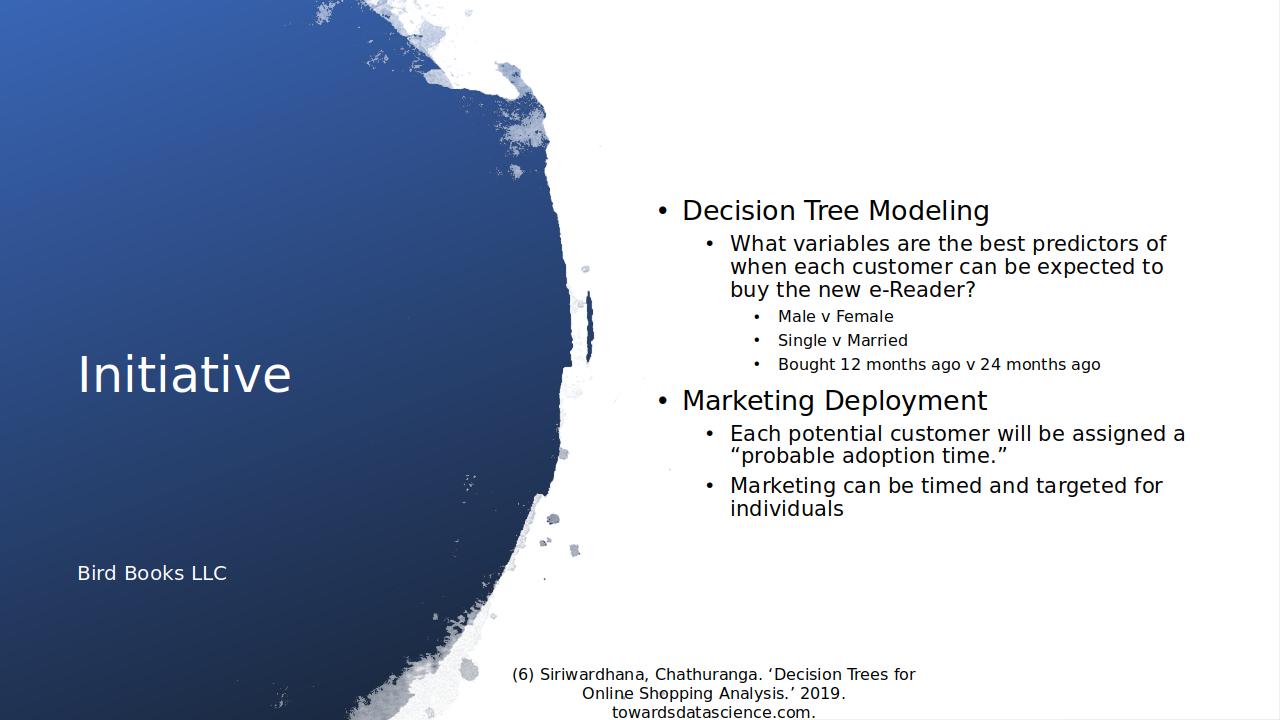 Initiative
Bird Books LLC
• Decision Tree Modeling
• What variables are the best predictors of
when each customer can be expected to
buy the new e-Reader?
• Male v Female
• Single v Married
• Bought 12 months ago v 24 months ago
• Marketing Deployment
• Each potential customer will be assigned a
“probable adoption time.”
• Marketing can be timed and targeted for
individuals
(6) Siriwardhana, Chathuranga. ‘Decision Trees for
Online Shopping Analysis.’ 2019.
towardsdatascience.com.